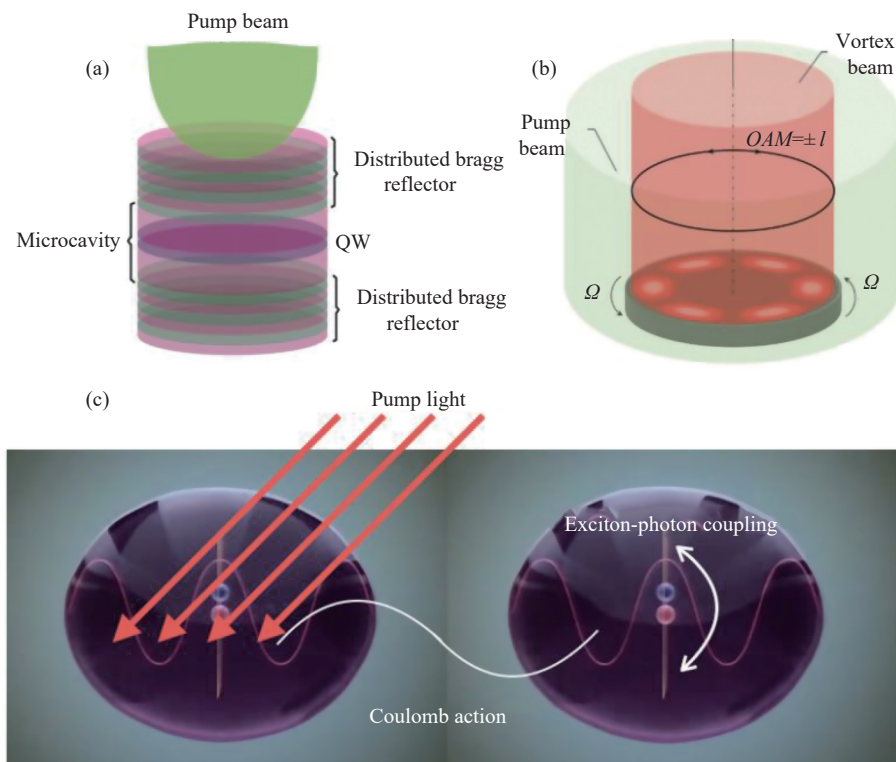 Pump beam
(a)
Distributed bragg
reflector
Microcavity
QW
Distributed bragg
reflector
(b)
Vortex
beam
Pump
beam
OAM=±l
Ω
Ω
(c)
Pump light
Exciton-photon coupling
Coulomb action